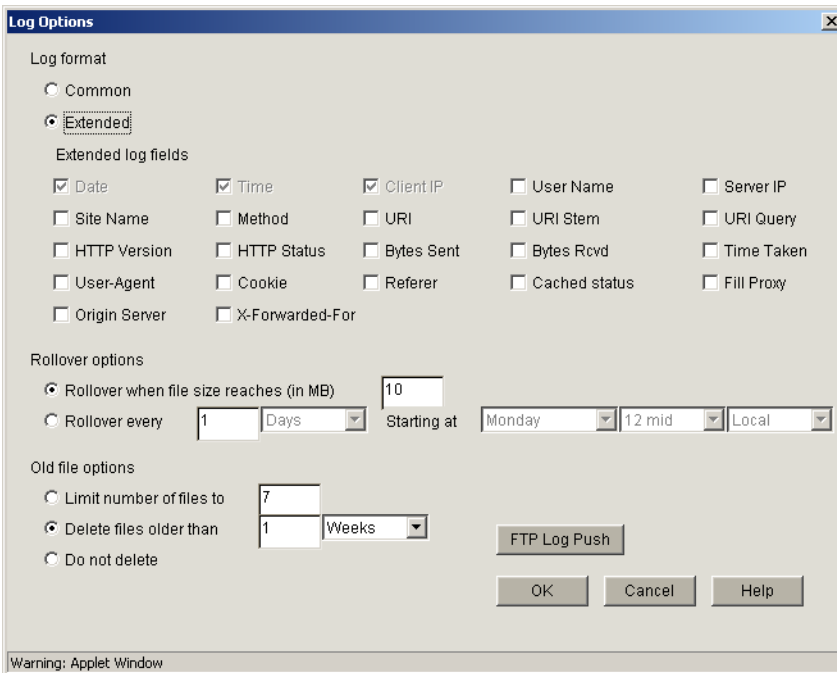 Log Options
Log format
Common
Extended
Extended log fields
Date Time Client IP User Name Server IP
Site Name Method URI URI Stem URI Query
HTTP Version HTTP Status Bytes Sent Bytes Rcvd Time Taken
User-Agent Cookie Referer Cached status Fill Proxy
Origin Server X-Forwarded-For
Rollover options
Rollover when file size reaches (in MB) 10
Rollover every 1 Days Starting at Monday 12 mid Local
Old file options
Limit number of files to 7
Delete files older than 1 Weeks
FTP Log Push
Do not delete
OK Cancel Help
Warning: Applet Window